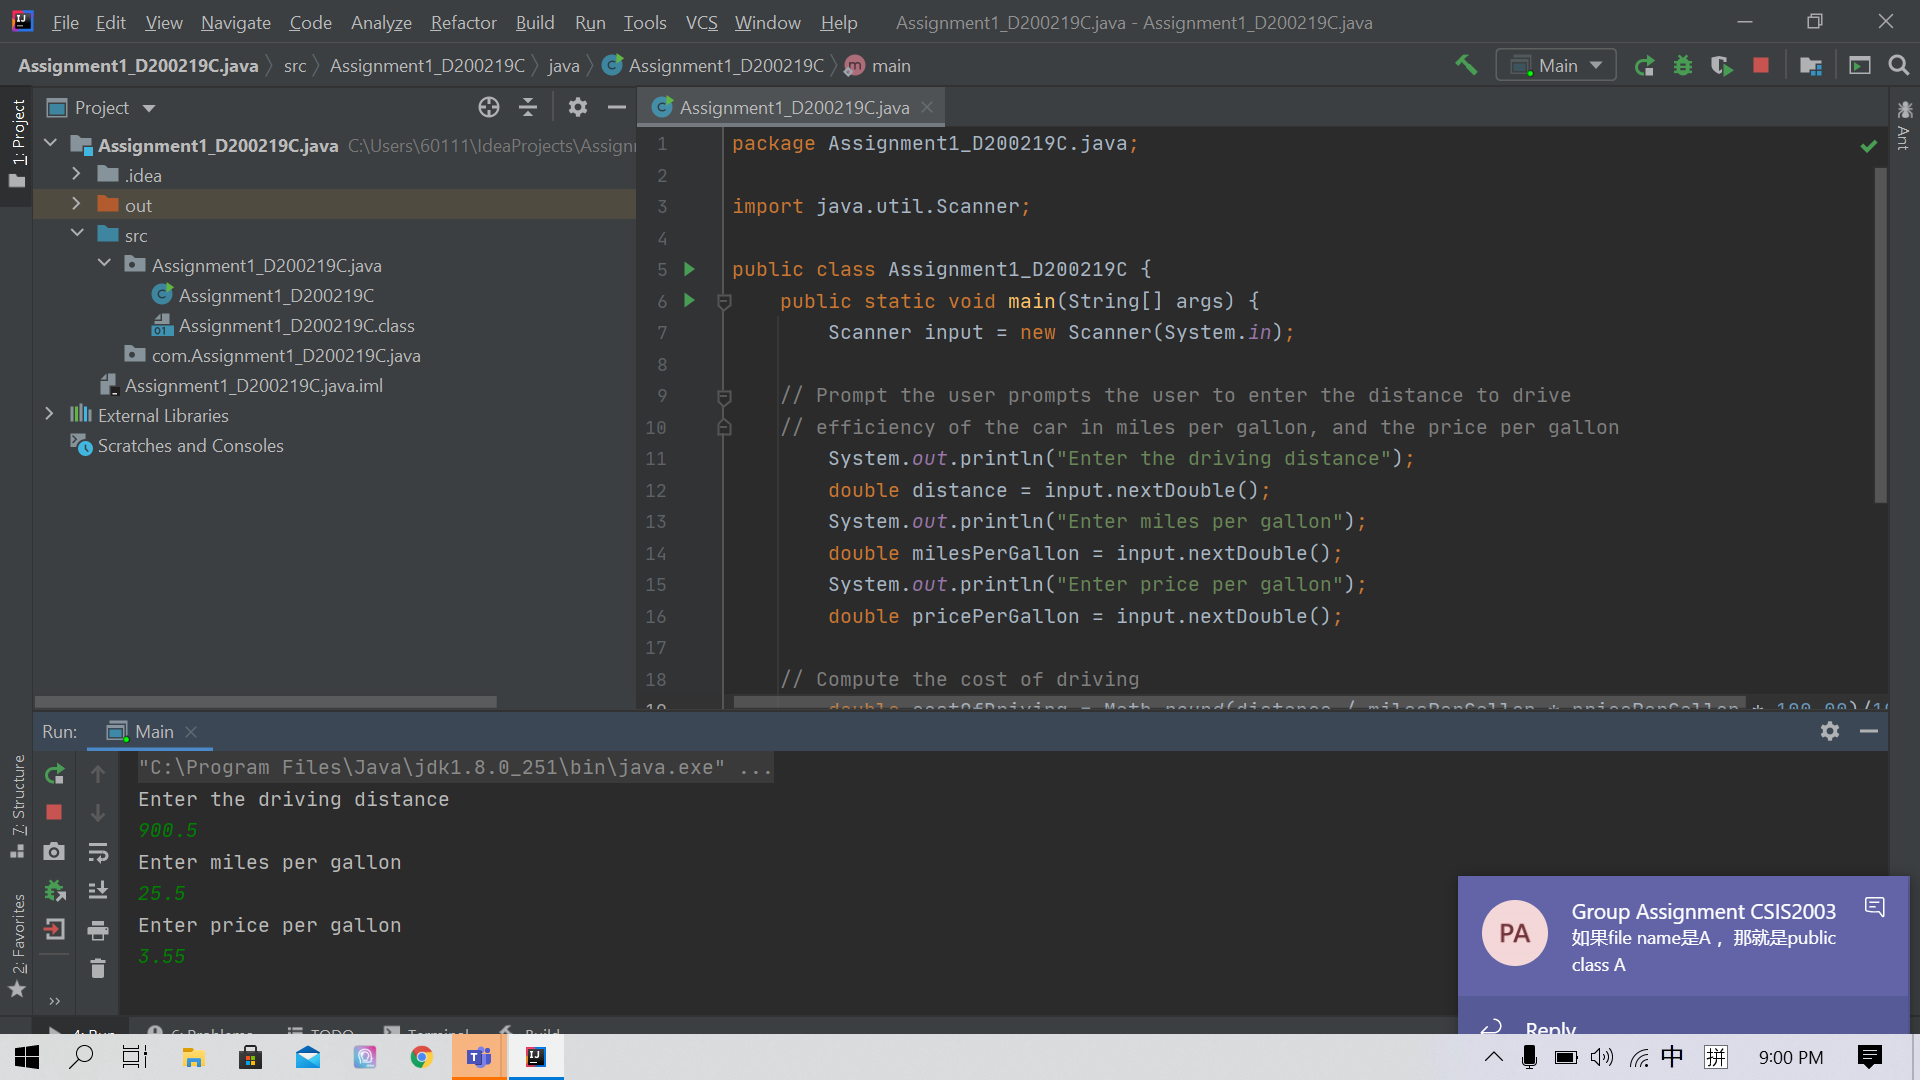 File Edit View Navigate Code Analyze Refactor Build Run Tools VCS Window Help Assignment1_D200219C.java - Assignment1_D200219C.java
Assignment1_D200219C.java src Assignment1_D200219C java Assignment1_D200219C main
Main
1: Project
Project
Assignment1_D200219C.java C:\Users\60111\IdeaProjects\Assignm
.idea
out
src
Assignment1_D200219C.java
Assignment1_D200219C
Assignment1_D200219C.class
com.Assignment1_D200219C.java
Assignment1_D200219C.java.iml
External Libraries
Scratches and Consoles
Assignment1_D200219C.java
Ant
1 package Assignment1_D200219C.java;
2
3 import java.util.Scanner;
4
5 public class Assignment1_D200219C {
6 public static void main(String[] args) {
7 Scanner input = new Scanner(System.in);
8
9 // Prompt the user prompts the user to enter the distance to drive
10 // efficiency of the car in miles per gallon, and the price per gallon
11 System.out.println("Enter the driving distance");
12 double distance = input.nextDouble();
13 System.out.println("Enter miles per gallon");
14 double milesPerGallon = input.nextDouble();
15 System.out.println("Enter price per gallon");
16 double pricePerGallon = input.nextDouble();
17
18 // Compute the cost of driving
19 double costOfDriving = Math.round(distance / milesPerGallon * pricePerGallon * 100.00)/10
Run: Main
7: Structure
2: Favorites
"C:\Program Files\Java\jdk1.8.0_251\bin\java.exe" ...
Enter the driving distance
900.5
Enter miles per gallon
25.5
Enter price per gallon
3.55
PA
Group Assignment CSIS2003
如果file name是A，那就是public
class A
Reply
4: Run 6: Problems TODO Terminal Build
中 拼 9:00 PM